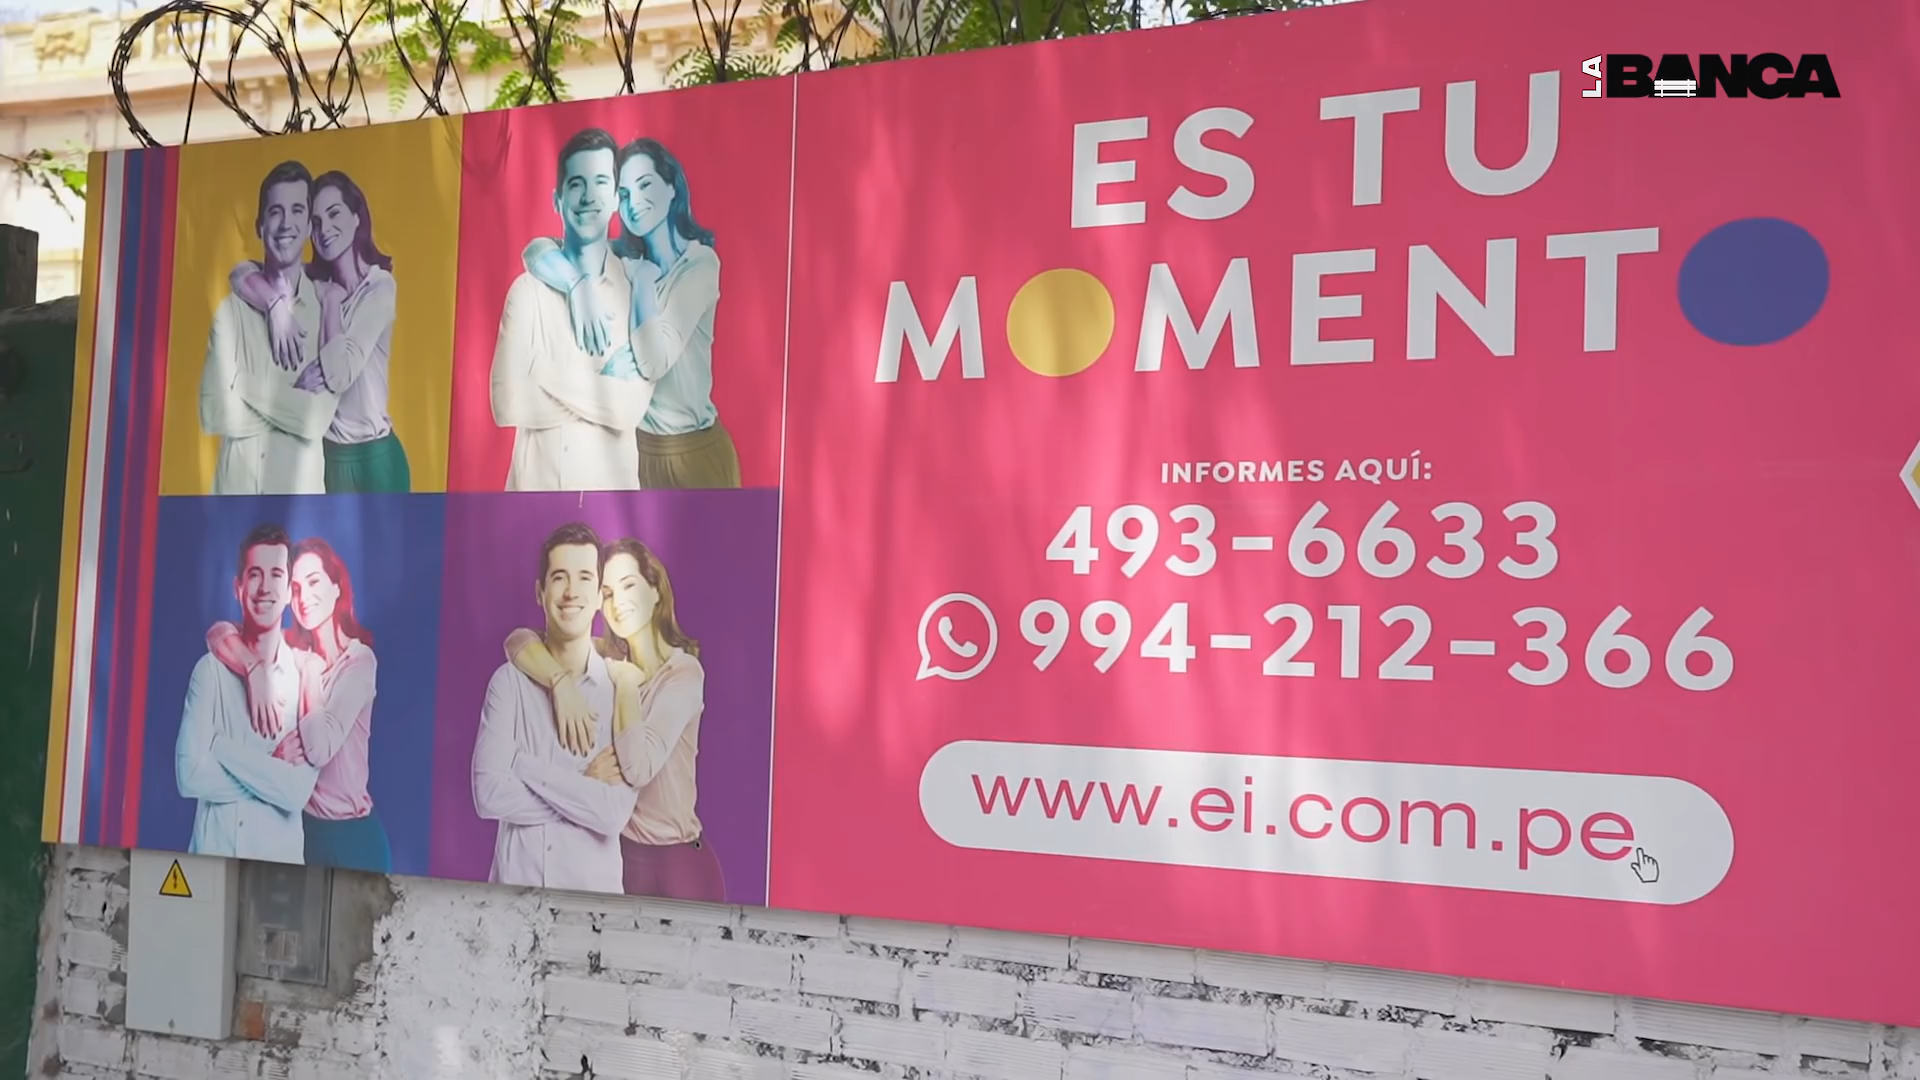 LA BANCA
ES TU
MOMENTO
INFORMES AQUÍ:
493-6633
994-212-366
www.ei.com.pe